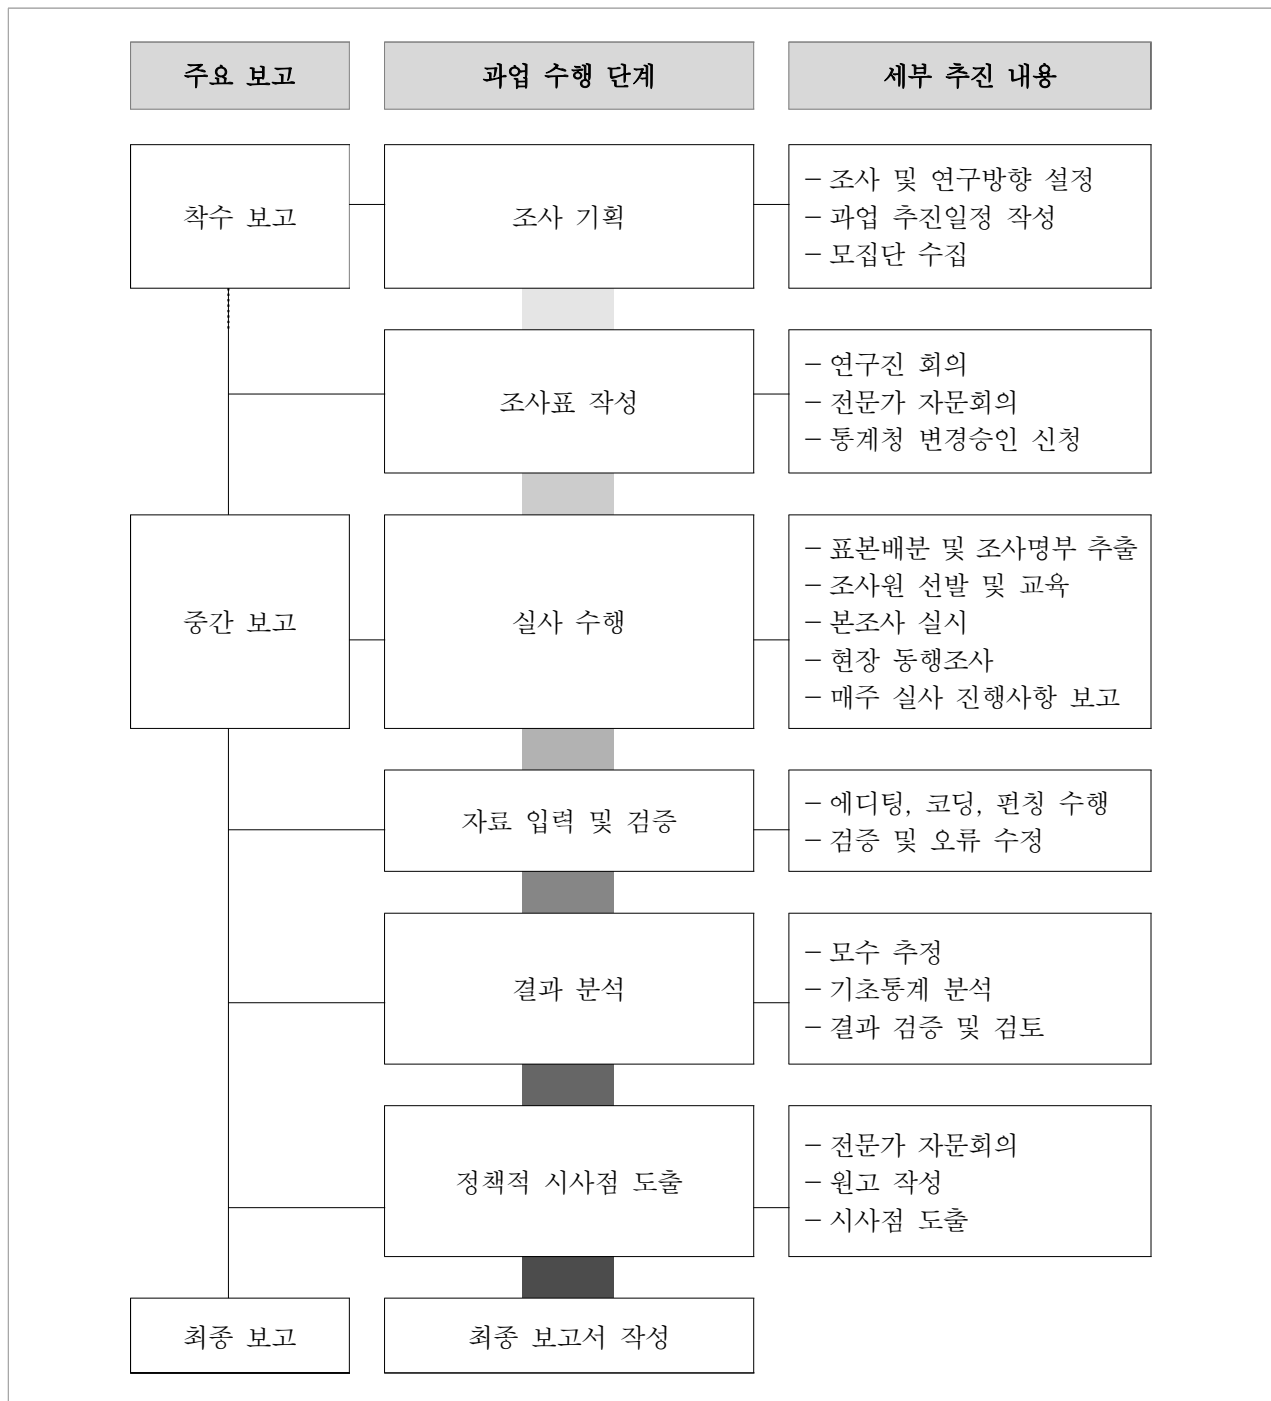 주요 보고
과업 수행 단계
세부 추진 내용
착수 보고
조사 기획
– 조사 및 연구방향 설정
– 과업 추진일정 작성
– 모집단 수집
조사표 작성
– 연구진 회의
– 전문가 자문회의
– 통계청 변경승인 신청
중간 보고
실사 수행
– 표본배분 및 조사명부 추출
– 조사원 선발 및 교육
– 본조사 실시
– 현장 동행조사
– 매주 실사 진행사항 보고
자료 입력 및 검증
– 에디팅, 코딩, 펀칭 수행
– 검증 및 오류 수정
결과 분석
– 모수 추정
– 기초통계 분석
– 결과 검증 및 검토
정책적 시사점 도출
– 전문가 자문회의
– 원고 작성
– 시사점 도출
최종 보고
최종 보고서 작성